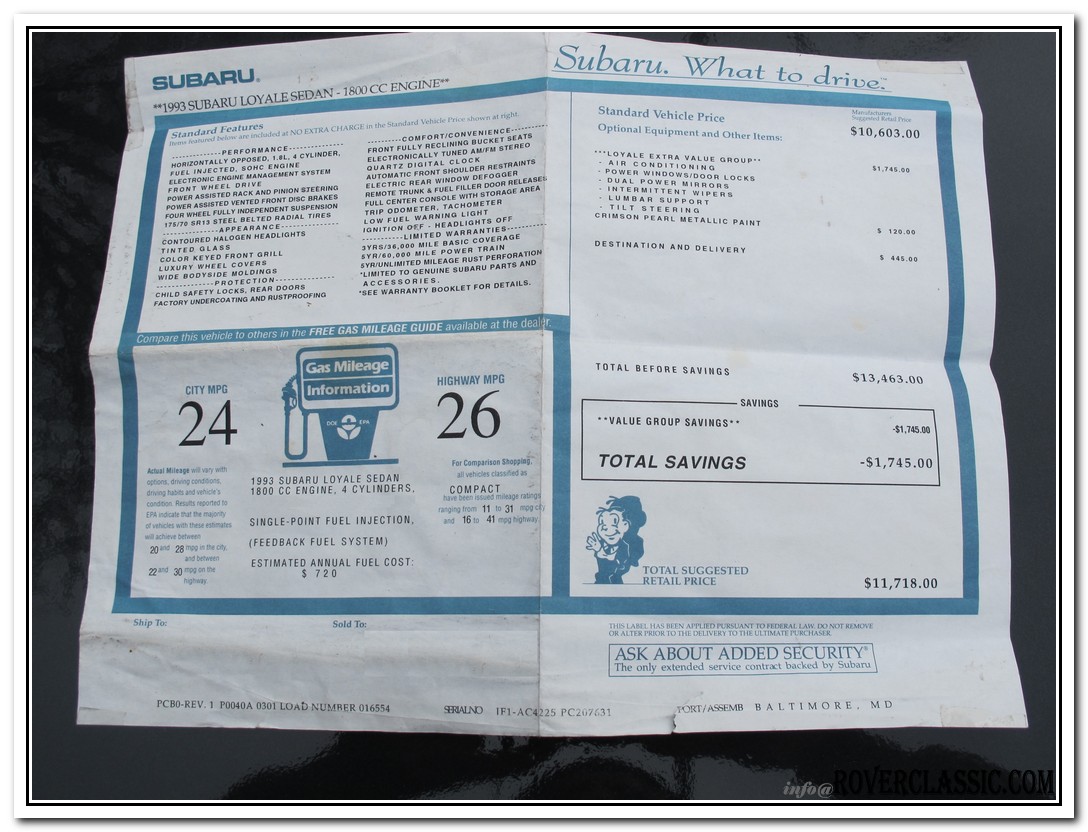 SUBARU®
**1993 SUBARU LOYALE SEDAN - 1800 CC ENGINE**
Standard Features
Items featured below are included at NO EXTRA CHARGE in the Standard Vehicle Price shown at right.
PERFORMANCE
HORIZONTALLY OPPOSED, 1.8L, 4 CYLINDER,
FUEL INJECTED, SOHC ENGINE
ELECTRONIC ENGINE MANAGEMENT SYSTEM
FRONT WHEEL DRIVE
POWER ASSISTED RACK AND PINION STEERING
POWER ASSISTED VENTED FRONT DISC BRAKES
FOUR WHEEL FULLY INDEPENDENT SUSPENSION
175/70 SR13 STEEL BELTED RADIAL TIRES
APPEARANCE
CONTOURED HALOGEN HEADLIGHTS
TINTED GLASS
COLOR KEYED FRONT GRILL
LUXURY WHEEL COVERS
WIDE BODYSIDE MOLDINGS
PROTECTION
CHILD SAFETY LOCKS, REAR DOORS
FACTORY UNDERCOATING AND RUSTPROOFING
COMFORT/CONVENIENCE
FRONT FULLY RECLINING BUCKET SEATS
ELECTRONICALLY TUNED AM/FM STEREO
QUARTZ DIGITAL CLOCK
AUTOMATIC FRONT SHOULDER RESTRAINTS
ELECTRIC REAR WINDOW DEFOGGER
REMOTE TRUNK & FUEL FILLER DOOR RELEASES
FULL CENTER CONSOLE WITH STORAGE AREA
TRIP ODOMETER, TACHOMETER
LOW FUEL WARNING LIGHT
IGNITION OFF - HEADLIGHTS OFF
LIMITED WARRANTIES
3YRS/36,000 MILE BASIC COVERAGE
5YR/60,000 MILE POWER TRAIN
5YR/UNLIMITED MILEAGE RUST PERFORATION
*LIMITED TO GENUINE SUBARU PARTS AND
ACCESSORIES.
*SEE WARRANTY BOOKLET FOR DETAILS.
Compare this vehicle to others in the FREE GAS MILEAGE GUIDE available at the dealer.
CITY MPG
24
Gas Mileage
Information
DOE EPA
HIGHWAY MPG
26
Actual Mileage will vary with
options, driving conditions,
driving habits and vehicle's
condition. Results reported to
EPA indicate that the majority
of vehicles with these estimates
will achieve between
20 and 28 mpg in the city,
and between
22 and 30 mpg on the
highway.
1993 SUBARU LOYALE SEDAN
1800 CC ENGINE, 4 CYLINDERS,
SINGLE-POINT FUEL INJECTION,
(FEEDBACK FUEL SYSTEM)
ESTIMATED ANNUAL FUEL COST:
$ 720
For Comparison Shopping,
all vehicles classified as
COMPACT
have been issued mileage ratings
ranging from 11 to 31 mpg city
and 16 to 41 mpg highway.
Subaru. What to drive.™
Standard Vehicle Price
Manufacturers
Suggested Retail Price
$10,603.00
Optional Equipment and Other Items:
***LOYALE EXTRA VALUE GROUP** $1,745.00
- AIR CONDITIONING
- POWER WINDOWS/DOOR LOCKS
- DUAL POWER MIRRORS
- INTERMITTENT WIPERS
- LUMBAR SUPPORT
- TILT STEERING
CRIMSON PEARL METALLIC PAINT $ 120.00
DESTINATION AND DELIVERY $ 445.00
TOTAL BEFORE SAVINGS $13,463.00
SAVINGS
**VALUE GROUP SAVINGS** -$1,745.00
TOTAL SAVINGS -$1,745.00
TOTAL SUGGESTED
RETAIL PRICE $11,718.00
Ship To: Sold To:
THIS LABEL HAS BEEN APPLIED PURSUANT TO FEDERAL LAW. DO NOT REMOVE
OR ALTER PRIOR TO THE DELIVERY TO THE ULTIMATE PURCHASER.
ASK ABOUT ADDED SECURITY®
The only extended service contract backed by Subaru
PCB0-REV. 1 P0040A 0301 LOAD NUMBER 016554 SERIAL NO 1F1-AC4225 PC207631 PORT/ASSEMB BALTIMORE, MD
info@ROVERCLASSIC.COM